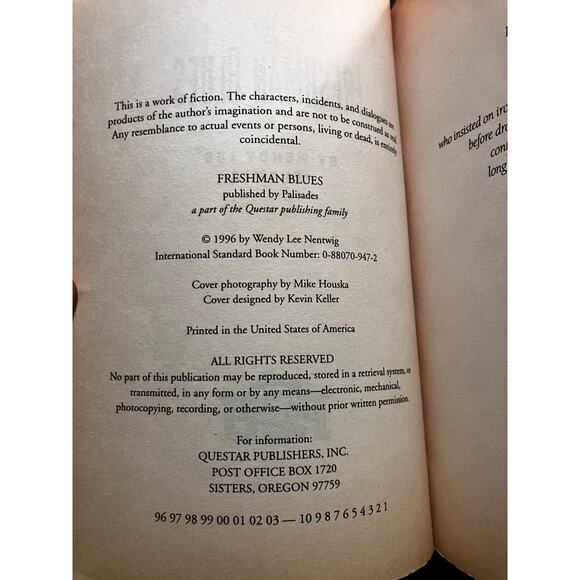 This is a work of fiction. The characters, incidents, and dialogues are
products of the author's imagination and are not to be construed as real.
Any resemblance to actual events or persons, living or dead, is entirely
coincidental.
FRESHMAN BLUES
published by Palisades
a part of the Questar publishing family
© 1996 by Wendy Lee Nentwig
International Standard Book Number: 0-88070-947-2
Cover photography by Mike Houska
Cover designed by Kevin Keller
Printed in the United States of America
ALL RIGHTS RESERVED
No part of this publication may be reproduced, stored in a retrieval system, or
transmitted, in any form or by any means—electronic, mechanical,
photocopying, recording, or otherwise—without prior written permission.
For information:
QUESTAR PUBLISHERS, INC.
POST OFFICE BOX 1720
SISTERS, OREGON 97759
96 97 98 99 00 01 02 03 — 10 9 8 7 6 5 4 3 2 1
who insisted on
before
long